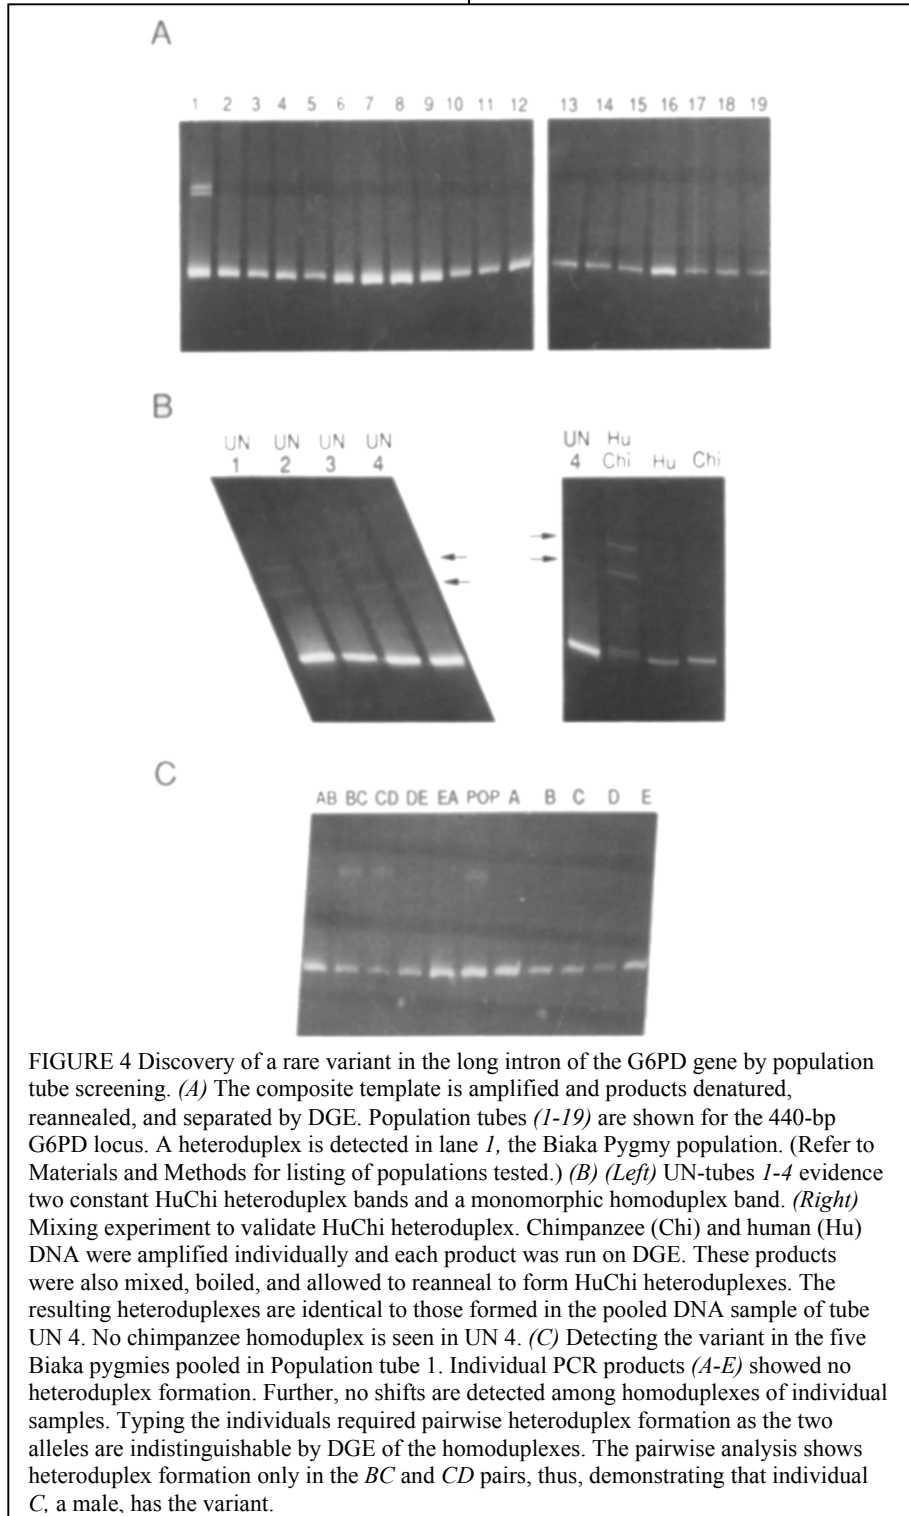 A
1 2 3 4 5 6 7 8 9 10 11 12 13 14 15 16 17 18 19
B
UN UN UN UN
1 2 3 4
UN Hu
4 Chi Hu Chi
C
AB BC CD DE EA POP A B C D E
FIGURE 4 Discovery of a rare variant in the long intron of the G6PD gene by population
tube screening. (A) The composite template is amplified and products denatured,
reannealed, and separated by DGE. Population tubes (1-19) are shown for the 440-bp
G6PD locus. A heteroduplex is detected in lane 1, the Biaka Pygmy population. (Refer to
Materials and Methods for listing of populations tested.) (B) (Left) UN-tubes 1-4 evidence
two constant HuChi heteroduplex bands and a monomorphic homoduplex band. (Right)
Mixing experiment to validate HuChi heteroduplex. Chimpanzee (Chi) and human (Hu)
DNA were amplified individually and each product was run on DGE. These products
were also mixed, boiled, and allowed to reanneal to form HuChi heteroduplexes. The
resulting heteroduplexes are identical to those formed in the pooled DNA sample of tube
UN 4. No chimpanzee homoduplex is seen in UN 4. (C) Detecting the variant in the five
Biaka pygmies pooled in Population tube 1. Individual PCR products (A-E) showed no
heteroduplex formation. Further, no shifts are detected among homoduplexes of individual
samples. Typing the individuals required pairwise heteroduplex formation as the two
alleles are indistinguishable by DGE of the homoduplexes. The pairwise analysis shows
heteroduplex formation only in the BC and CD pairs, thus, demonstrating that individual
C, a male, has the variant.